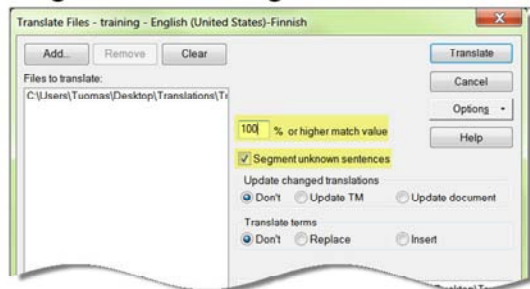 Translate Files - training - English (United States)-Finnish
Add... Remove Clear Translate
Files to translate: Cancel
C:\Users\Tuomas\Desktop\Translations\Tr
Options
100 % or higher match value Help
Segment unknown sentences
Update changed translations
Don't Update TM Update document
Translate terms
Don't Replace Insert